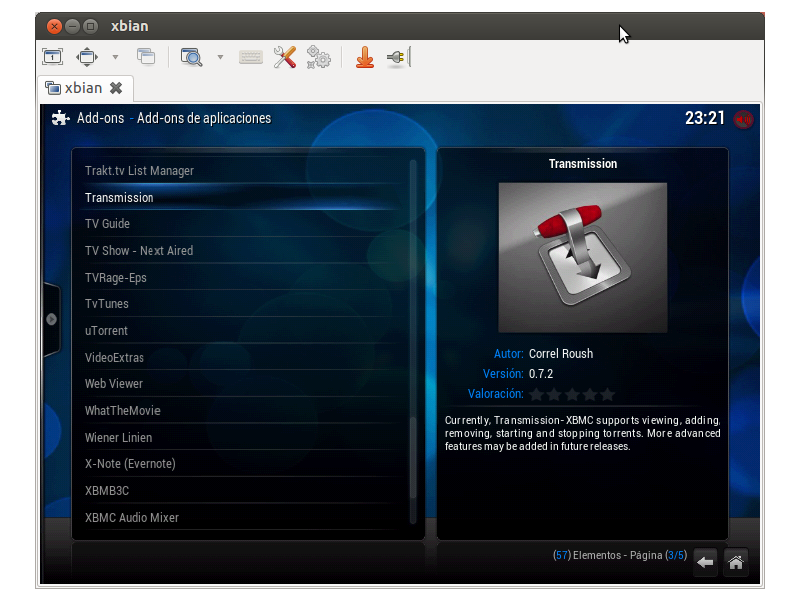 xbian
xbian
Add-ons - Add-ons de aplicaciones
23:21
Trakt.tv List Manager
Transmission
TV Guide
TV Show - Next Aired
TVRage-Eps
TvTunes
uTorrent
VideoExtras
Web Viewer
WhatTheMovie
Wiener Linien
X-Note (Evernote)
XBMB3C
XBMC Audio Mixer
Transmission
Autor: Correl Roush
Versión: 0.7.2
Valoración:
Currently, Transmission-XBMC supports viewing, adding,
removing, starting and stopping torrents. More advanced
features may be added in future releases.
(57) Elementos - Página (3/5)